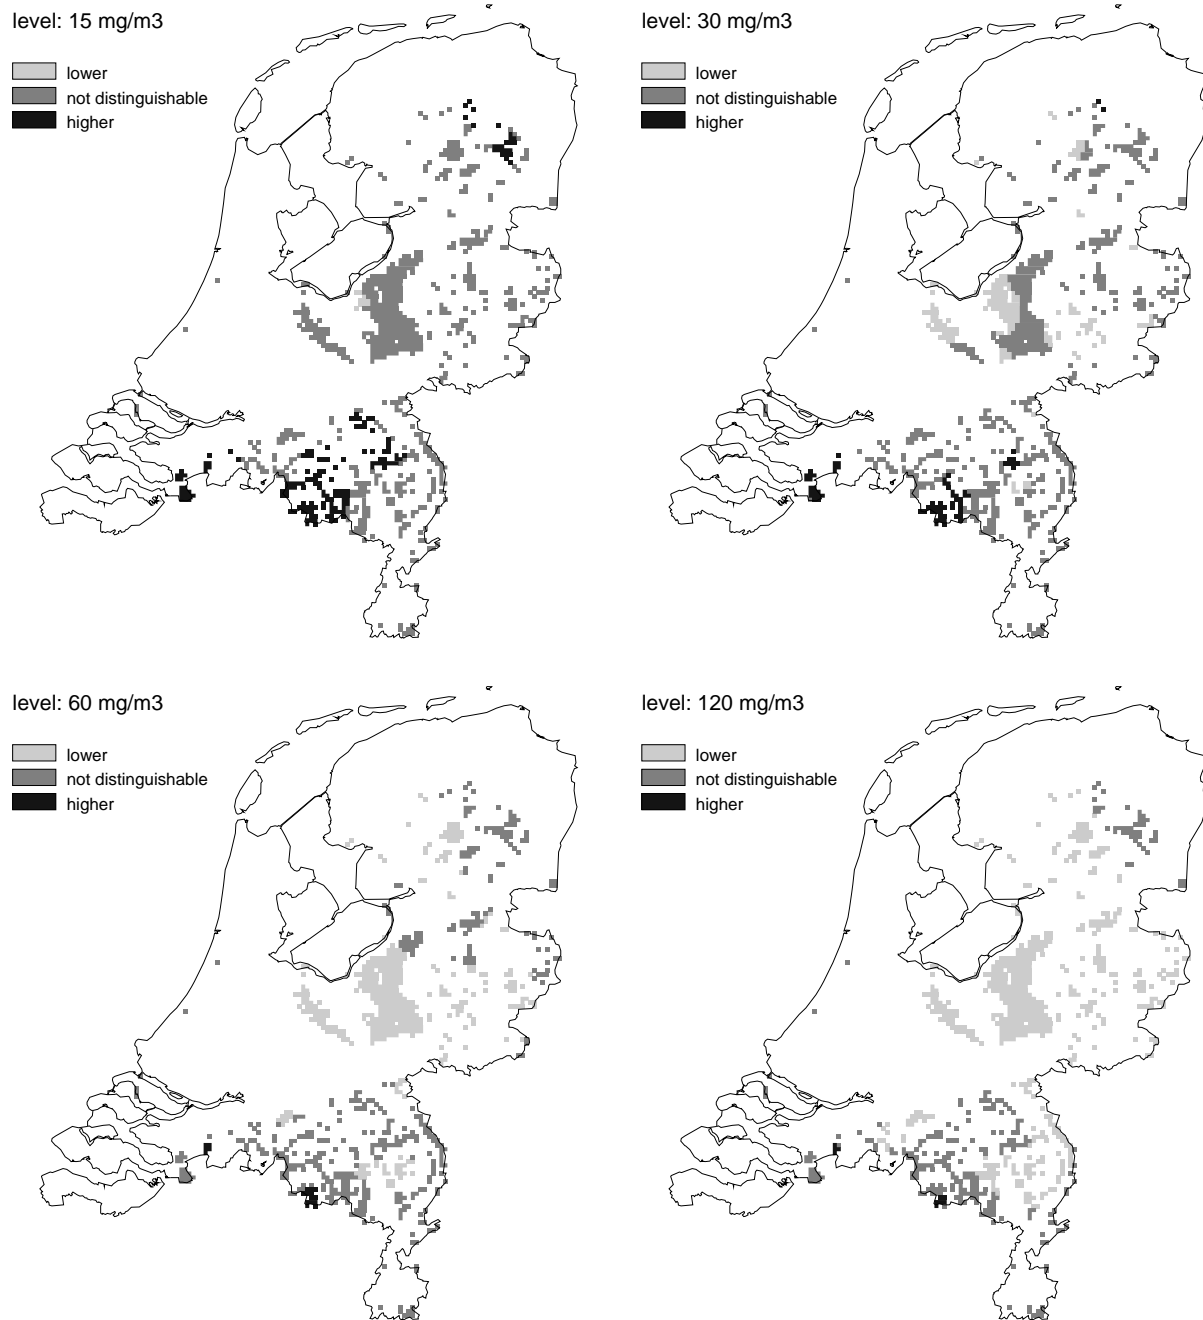 level: 15 mg/m3
lower
not distinguishable
higher
level: 30 mg/m3
lower
not distinguishable
higher
level: 60 mg/m3
lower
not distinguishable
higher
level: 120 mg/m3
lower
not distinguishable
higher